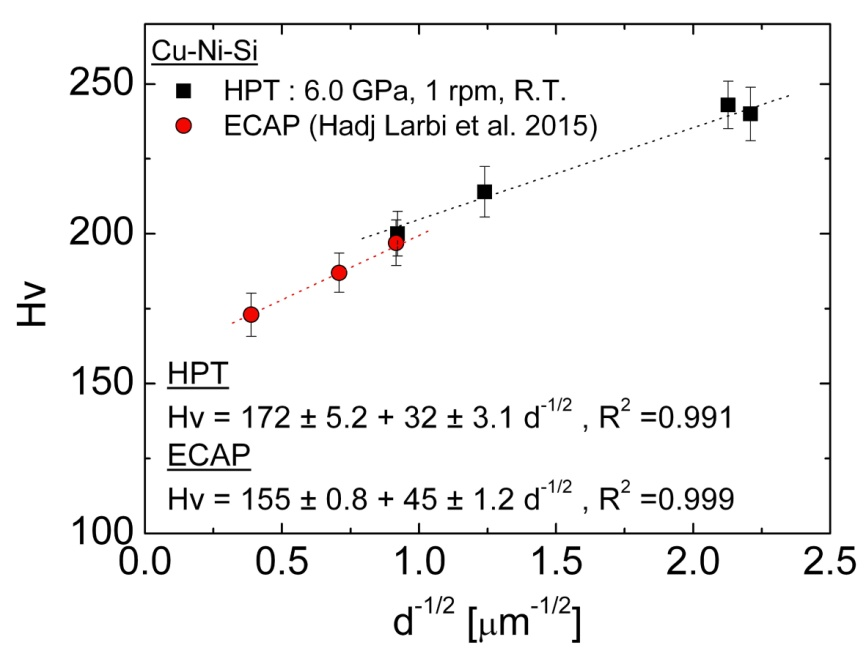 Cu-Ni-Si
HPT : 6.0 GPa, 1 rpm, R.T.
ECAP (Hadj Larbi et al. 2015)
250
200
150
100
Hv
HPT
Hv = 172 ± 5.2 + 32 ± 3.1 d^-1/2 , R^2 =0.991
ECAP
Hv = 155 ± 0.8 + 45 ± 1.2 d^-1/2 , R^2 =0.999
0.0 0.5 1.0 1.5 2.0 2.5
d^-1/2 [μm^-1/2]